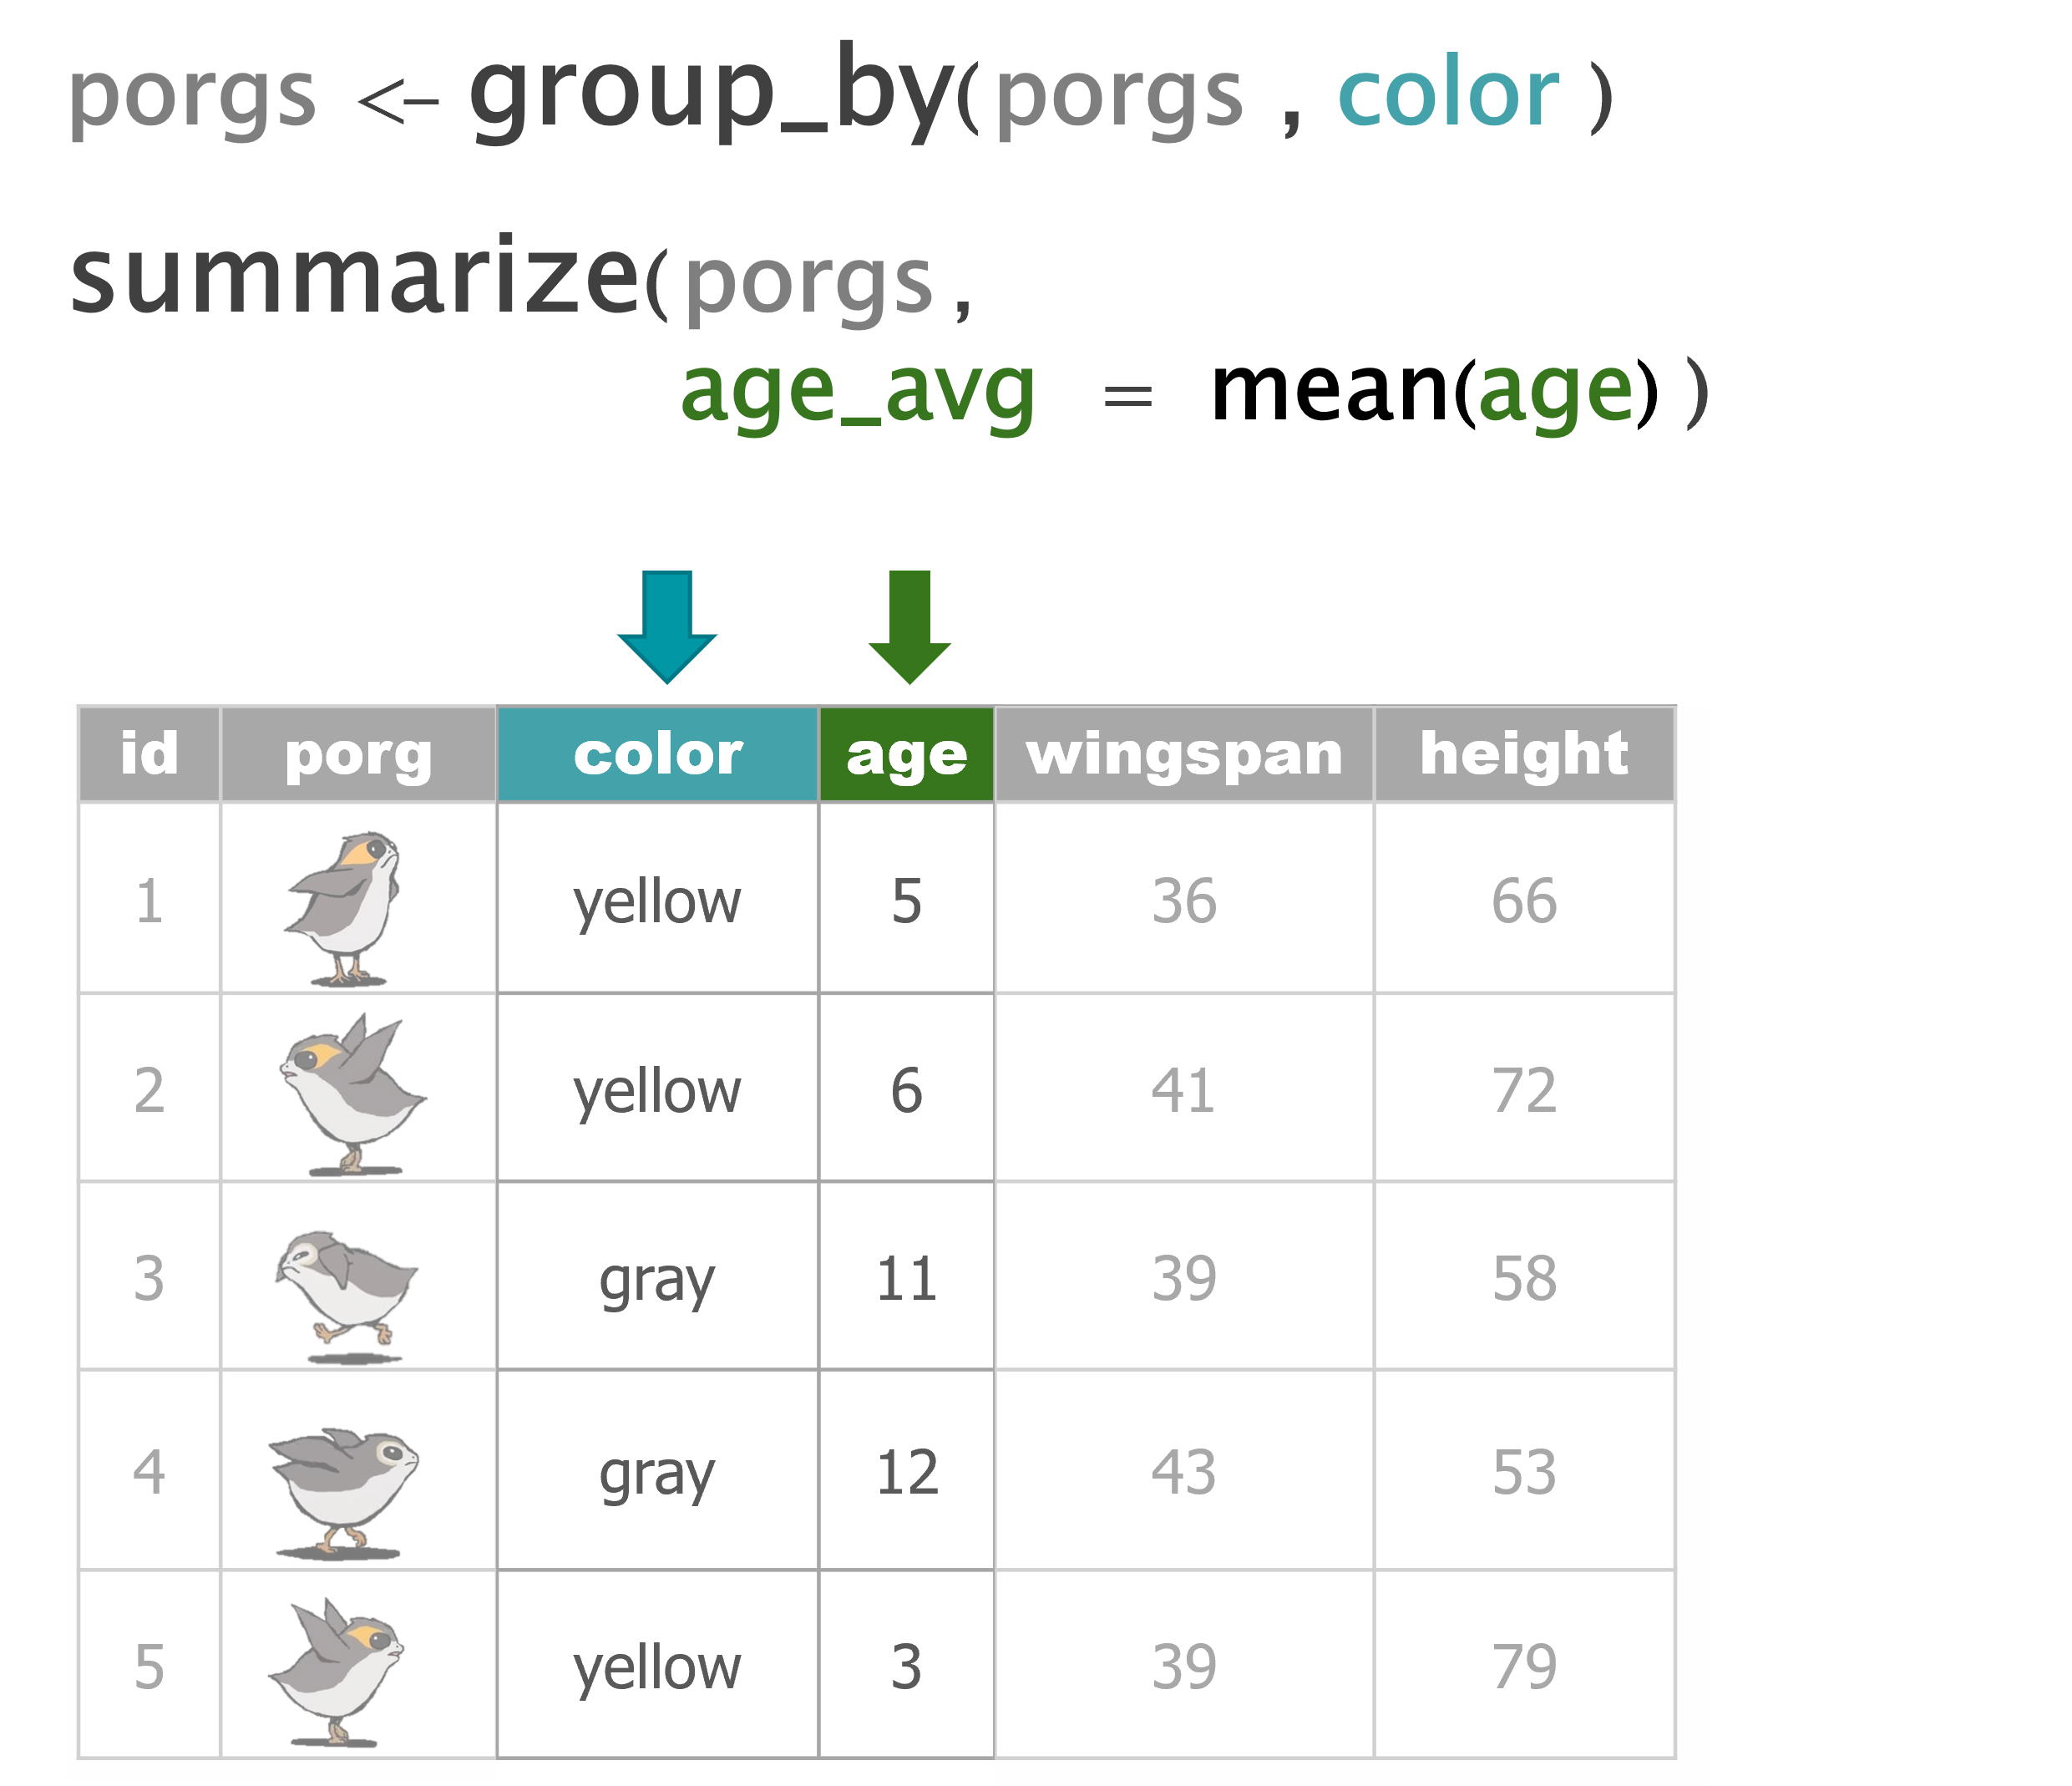 porgs <- group_by(porgs , color )
summarize(porgs ,
age_avg = mean(age) )
id porg color age wingspan height
1 yellow 5 36 66
2 yellow 6 41 72
3 gray 11 39 58
4 gray 12 43 53
5 yellow 3 39 79